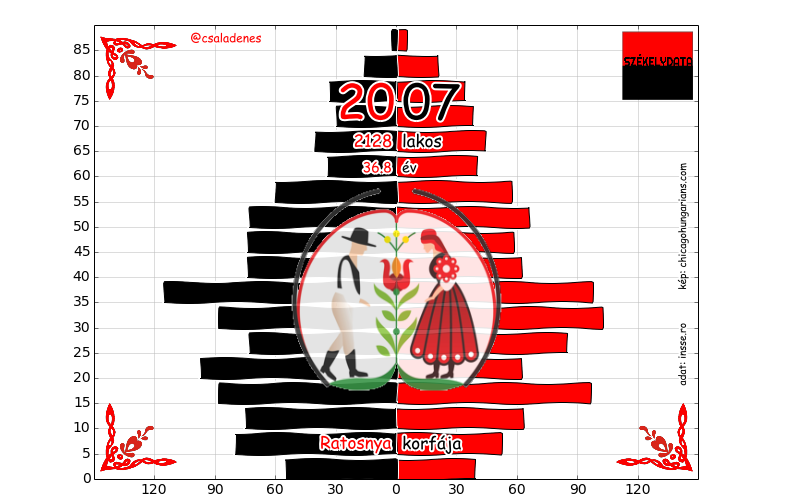 @csaladenes
SZÉKELYDATA
2007
2128 lakos
36.8 év
kép: chicagohungarians.com
adat: insse.ro
Ratosnya korfája
85
80
75
70
65
60
55
50
45
40
35
30
25
20
15
10
5
0
120 90 60 30 0 30 60 90 120